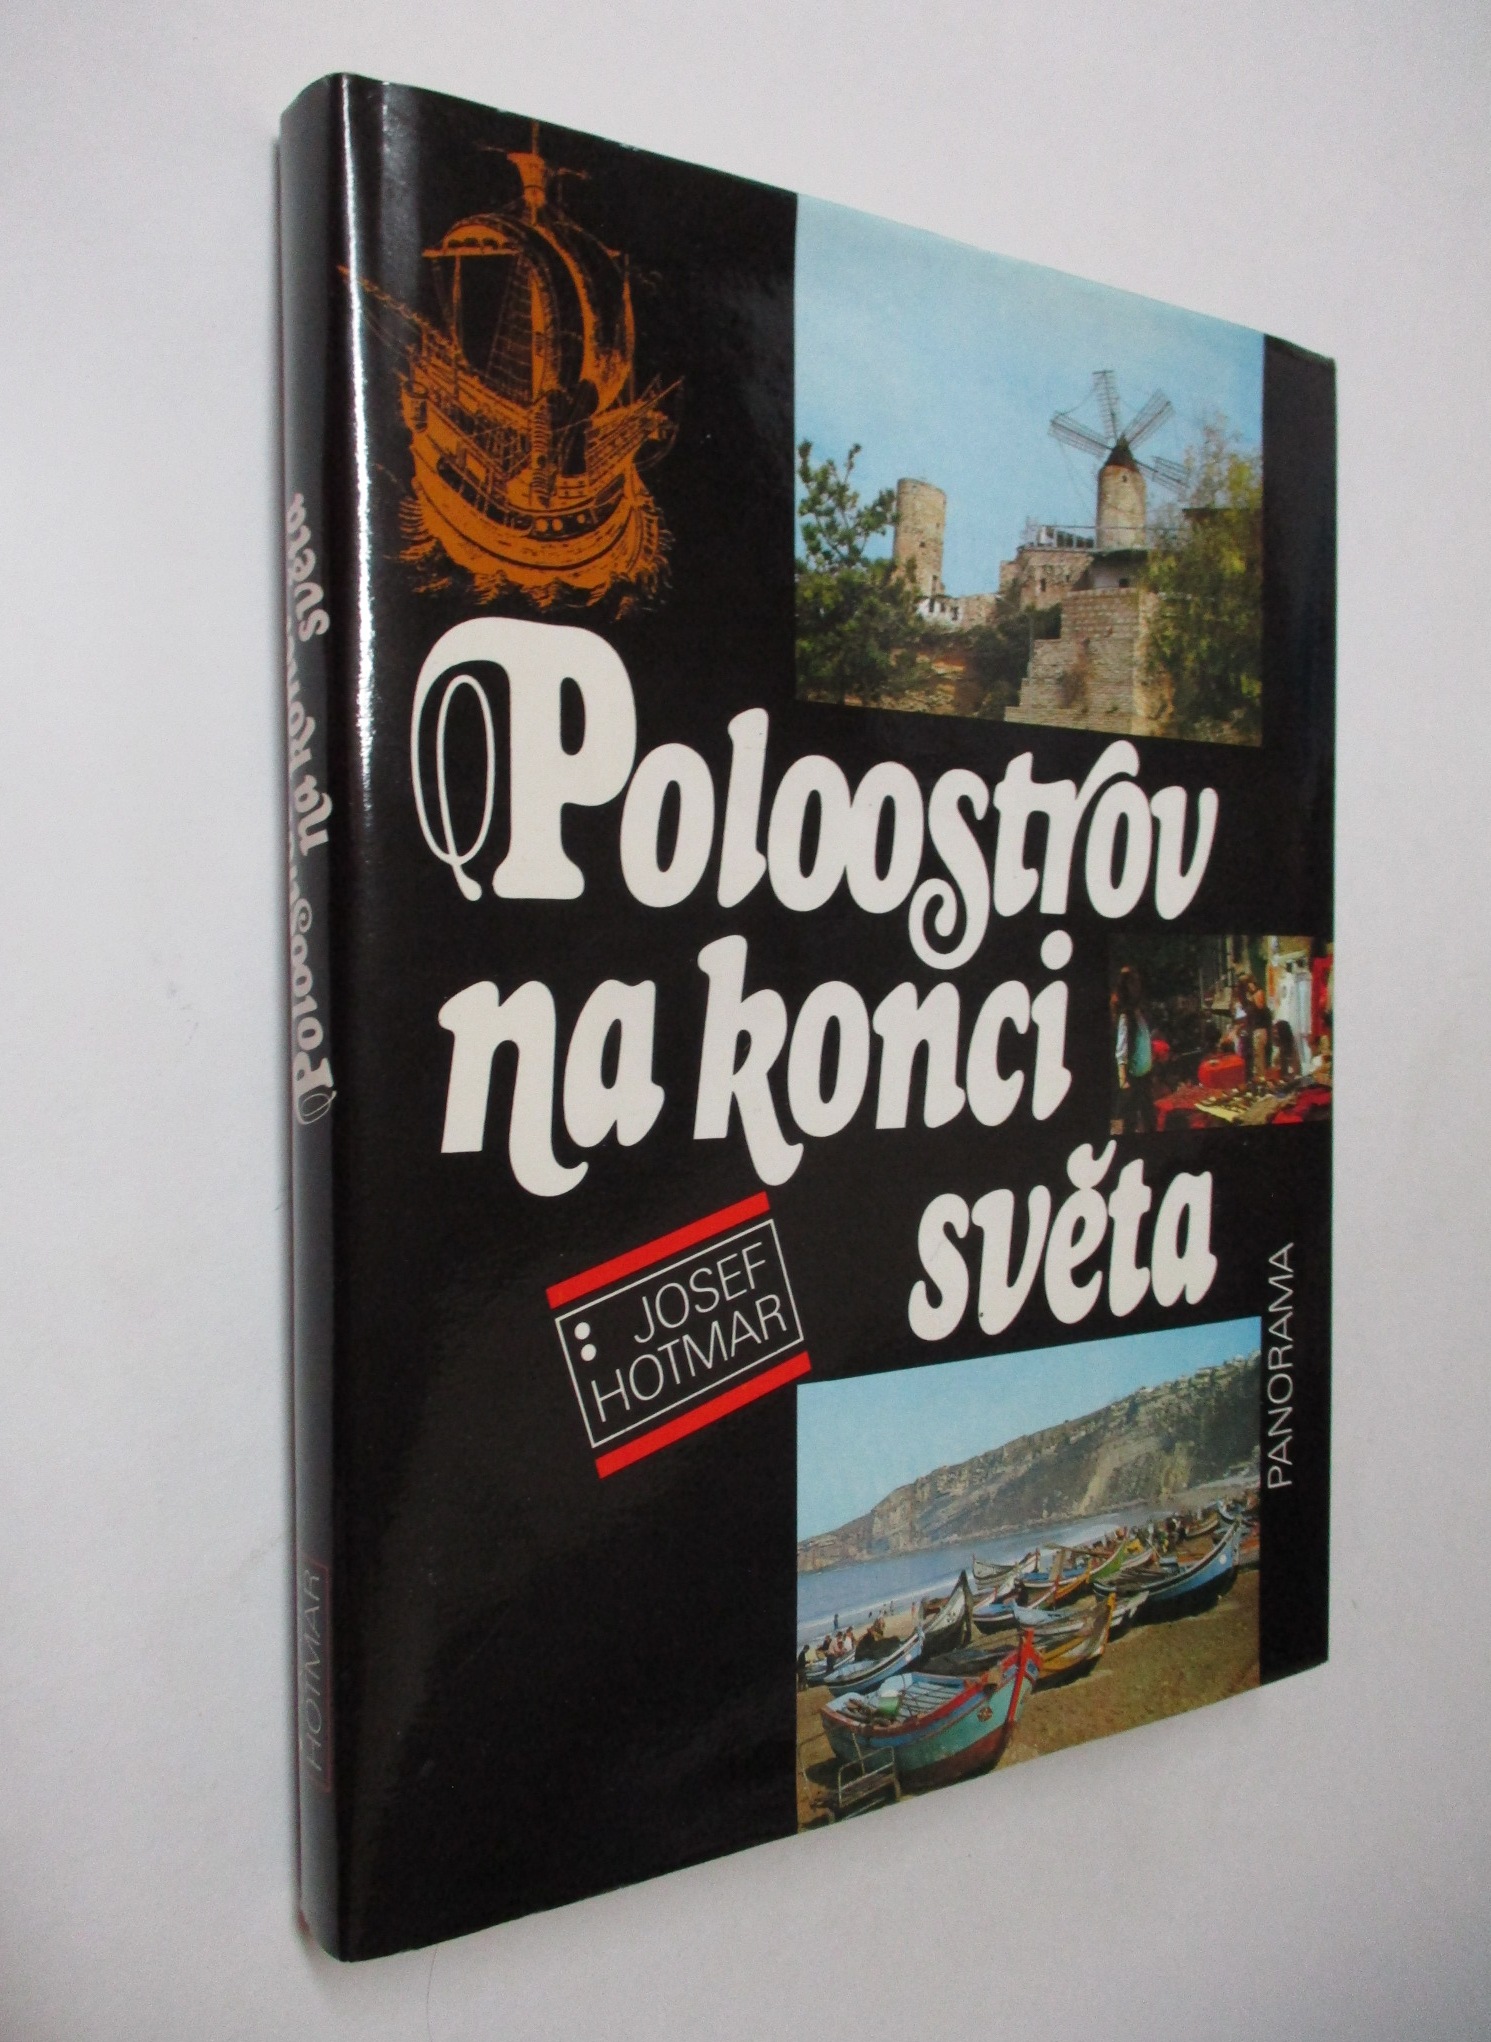 Poloostrov
na konci
světa
JOSEF
HOTMAR
PANORAMA
Poloostrov na konci světa
HOTMAR